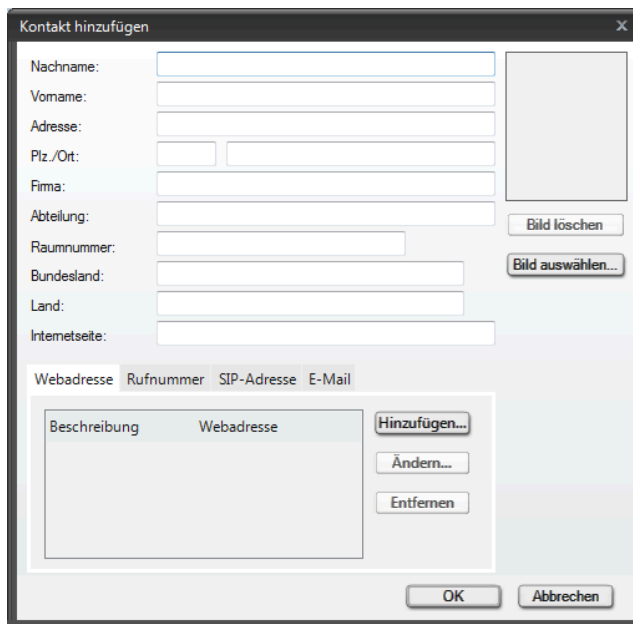 Kontakt hinzufügen x
Nachname:
Vorname:
Adresse:
Plz./Ort:
Firma:
Abteilung:
Bild löschen
Raumnummer:
Bild auswählen...
Bundesland:
Land:
Internetseite:
Webadresse Rufnummer SIP-Adresse E-Mail
Beschreibung Webadresse
Hinzufügen...
Ändern...
Entfernen
OK Abbrechen